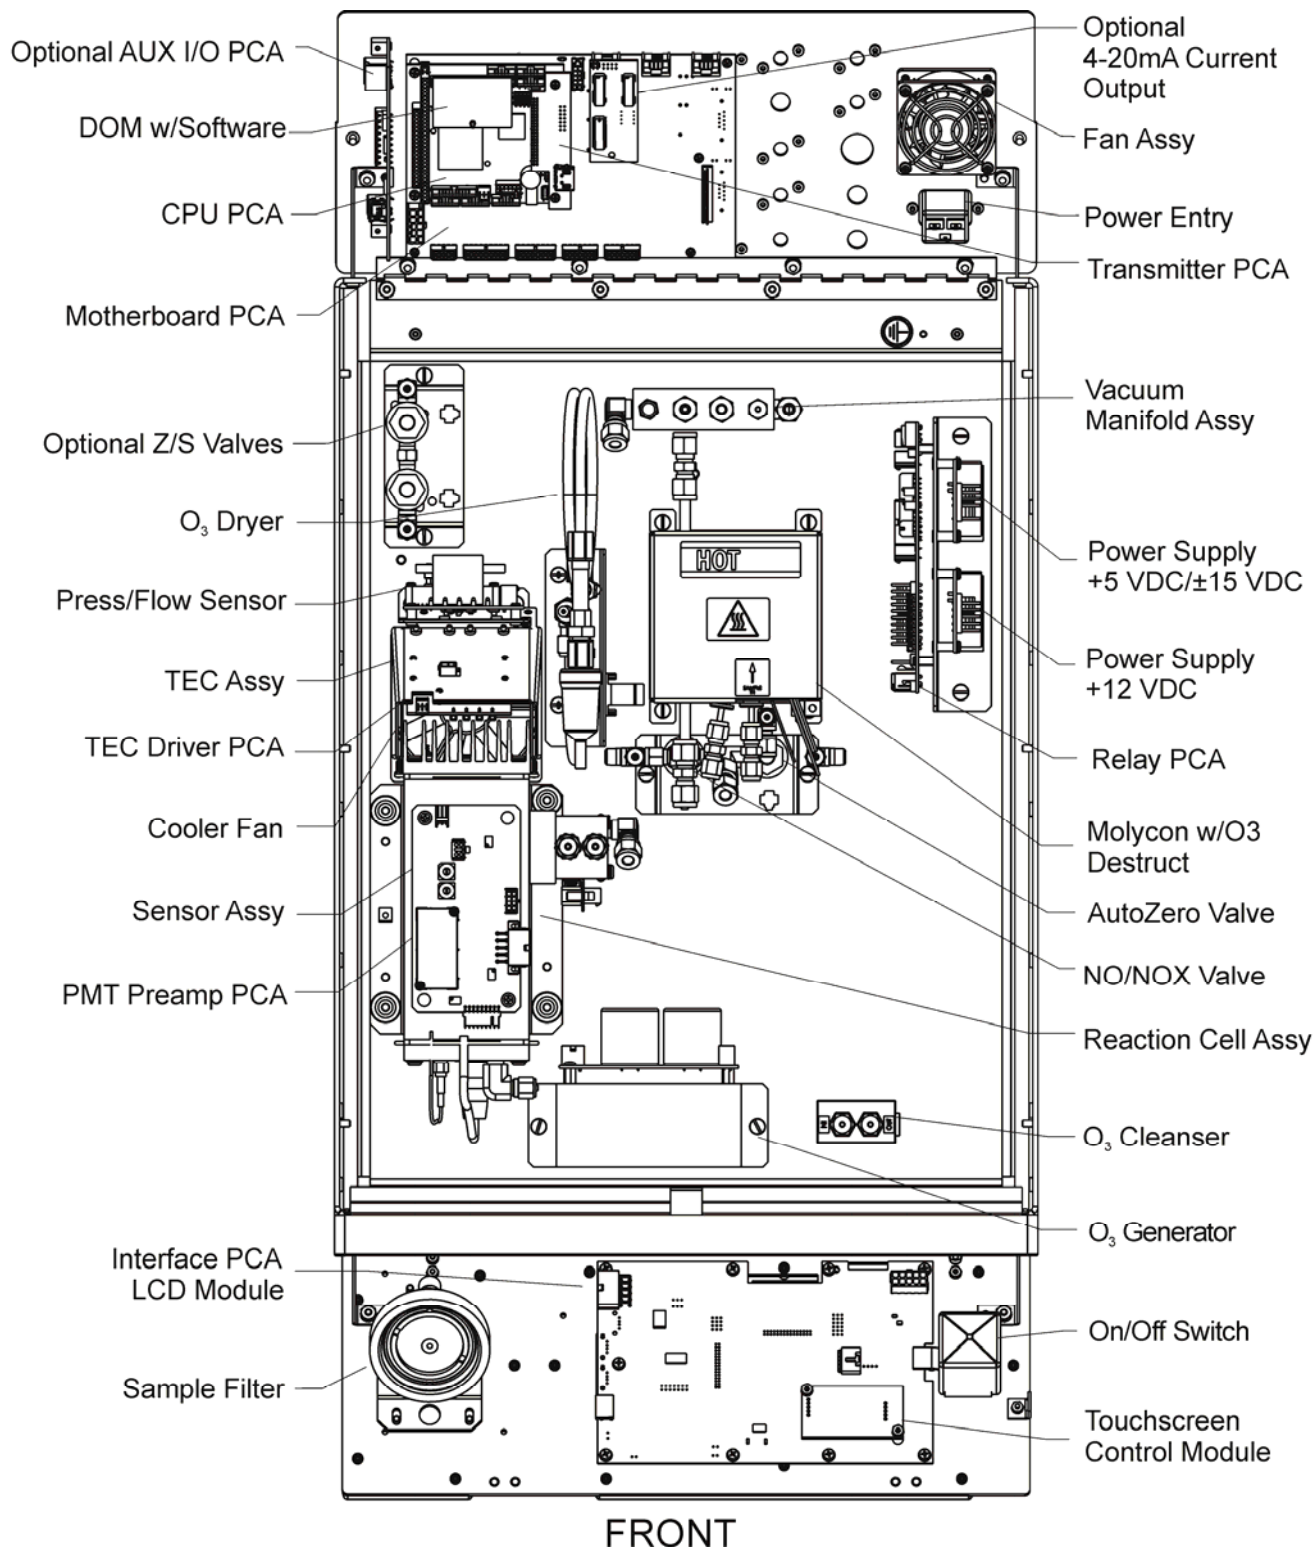 Optional AUX I/O PCA
DOM w/Software
CPU PCA
Motherboard PCA
Optional Z/S Valves
O₃ Dryer
Press/Flow Sensor
TEC Assy
TEC Driver PCA
Cooler Fan
Sensor Assy
PMT Preamp PCA
Interface PCA
LCD Module
Sample Filter
Optional
4-20mA Current
Output
Fan Assy
Power Entry
Transmitter PCA
Vacuum
Manifold Assy
Power Supply
+5 VDC/±15 VDC
Power Supply
+12 VDC
Relay PCA
Molycon w/O3
Destruct
AutoZero Valve
NO/NOX Valve
Reaction Cell Assy
O₃ Cleanser
O₃ Generator
On/Off Switch
Touchscreen
Control Module
HOT
FRONT